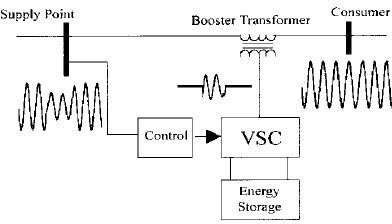 Supply Point
Booster Transformer
Consumer
Control
VSC
Energy
Storage